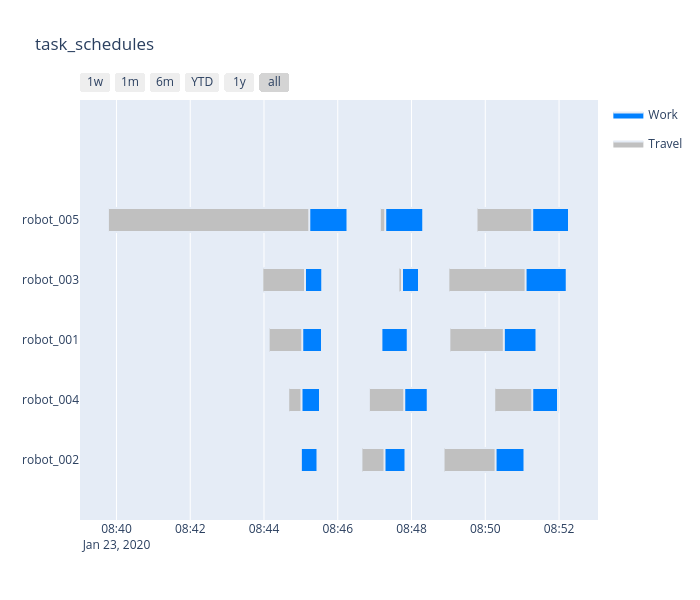 task_schedules
1w 1m 6m YTD 1y all
Work
Travel
robot_005
robot_003
robot_001
robot_004
robot_002
08:40 08:42 08:44 08:46 08:48 08:50 08:52
Jan 23, 2020